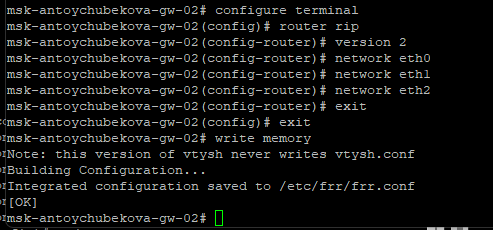 msk-antoychubekova-gw-02# configure terminal
msk-antoychubekova-gw-02(config)# router rip
msk-antoychubekova-gw-02(config-router)# version 2
msk-antoychubekova-gw-02(config-router)# network eth0
msk-antoychubekova-gw-02(config-router)# network eth1
msk-antoychubekova-gw-02(config-router)# network eth2
msk-antoychubekova-gw-02(config-router)# exit
msk-antoychubekova-gw-02(config)# exit
msk-antoychubekova-gw-02# write memory
Note: this version of vtysh never writes vtysh.conf
Building Configuration...
Integrated configuration saved to /etc/frr/frr.conf
[OK]
msk-antoychubekova-gw-02#